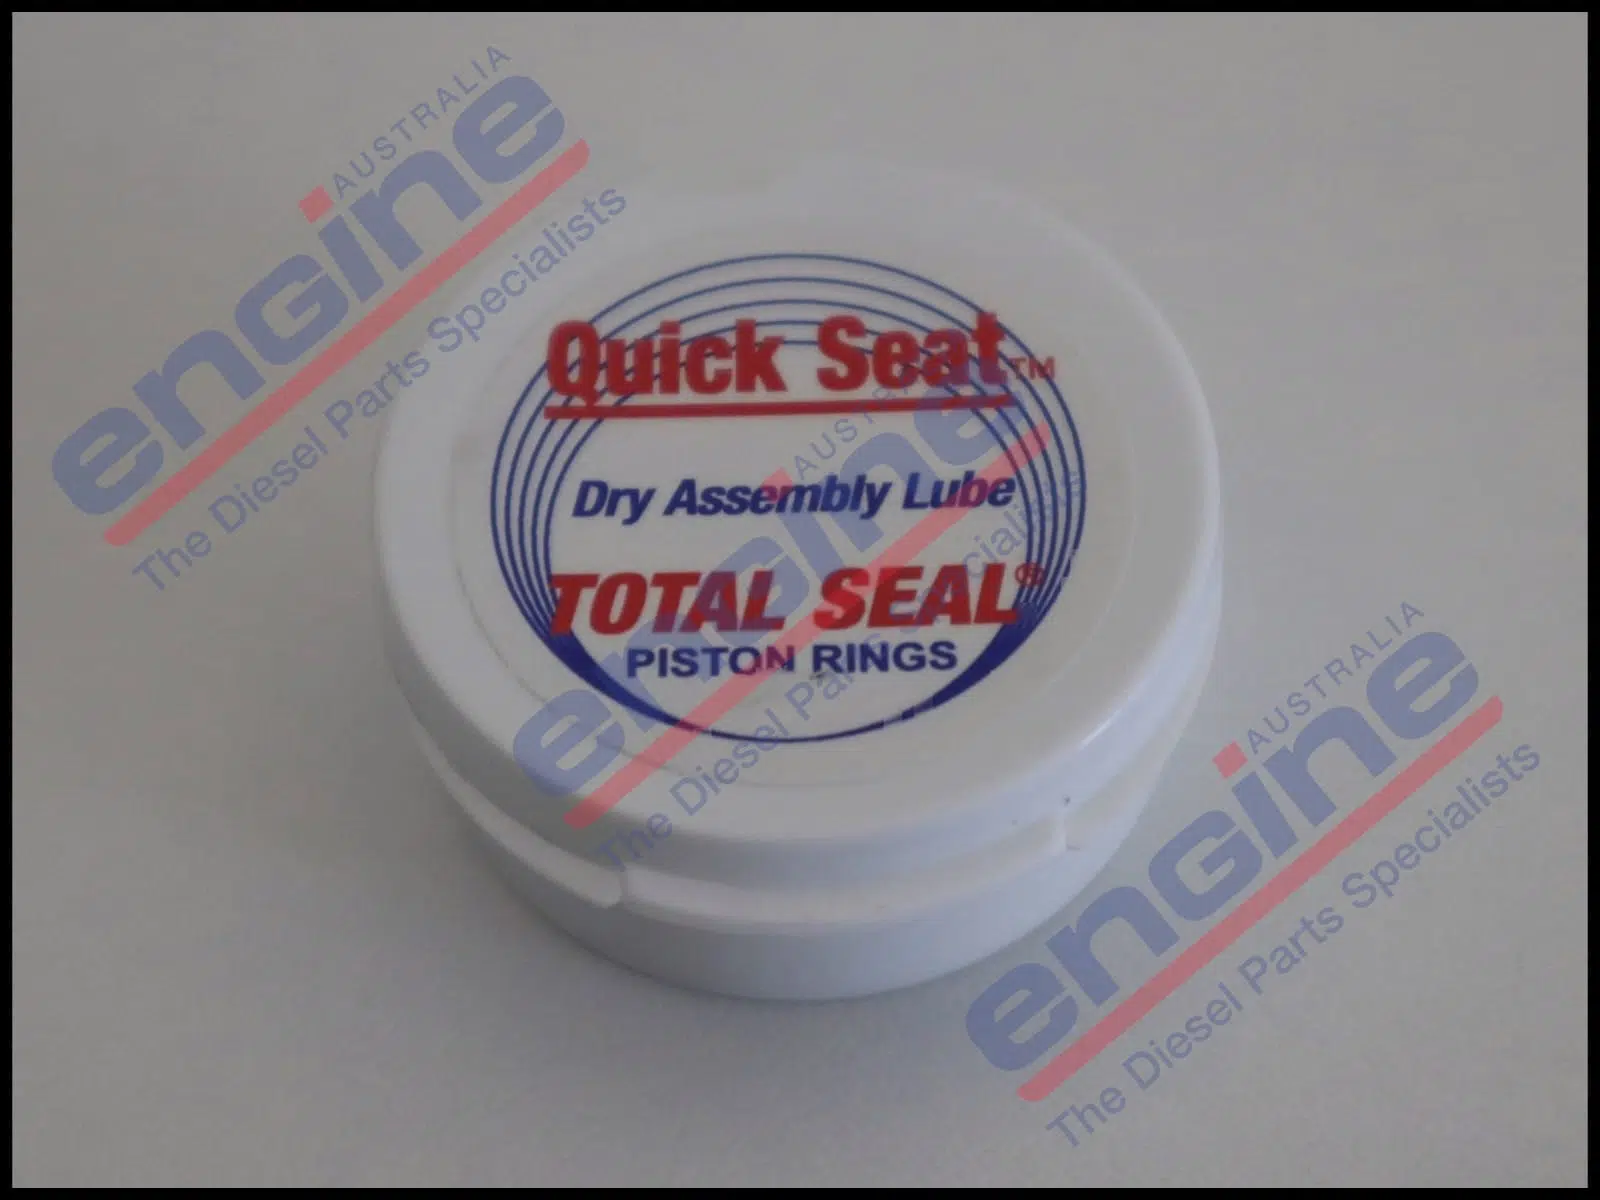 AUSTRALIA
engine
The Diesel Parts Specialists
Quick Seat™
Dry Assembly Lube
TOTAL SEAL®
PISTON RINGS
AUSTRALIA
engine
The Diesel Parts Specialists
AUSTRALIA
engine
The Diesel Parts Specialists